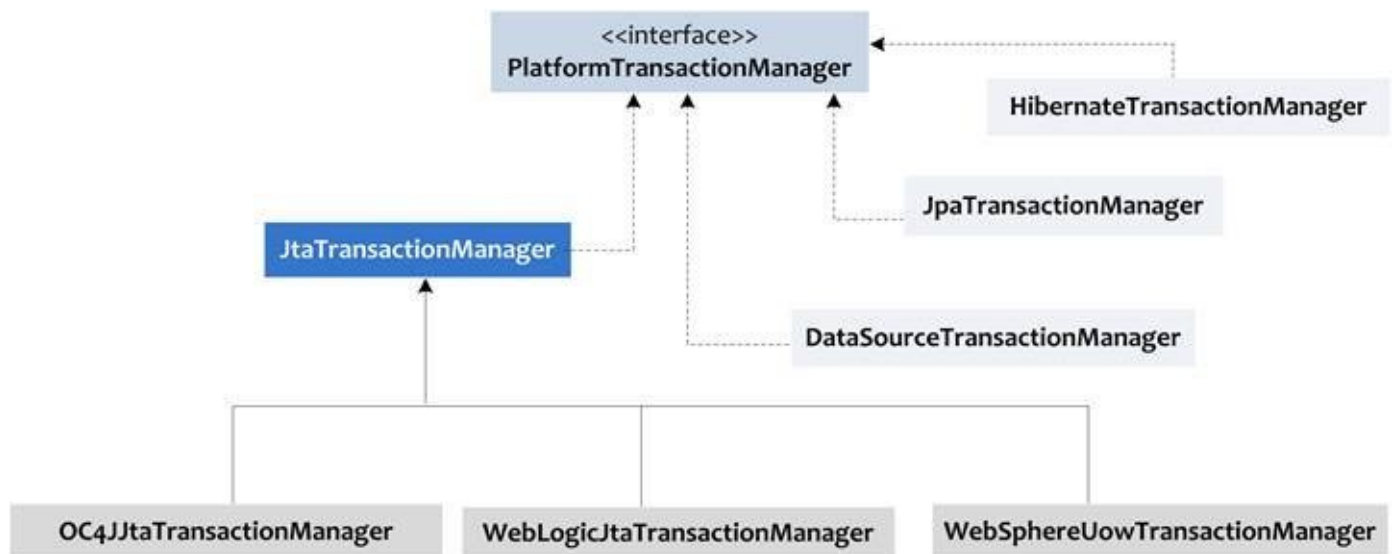 <<interface>>
PlatformTransactionManager
HibernateTransactionManager
JpaTransactionManager
JtaTransactionManager
DataSourceTransactionManager
OC4JJtaTransactionManager
WebLogicJtaTransactionManager
WebSphereUowTransactionManager